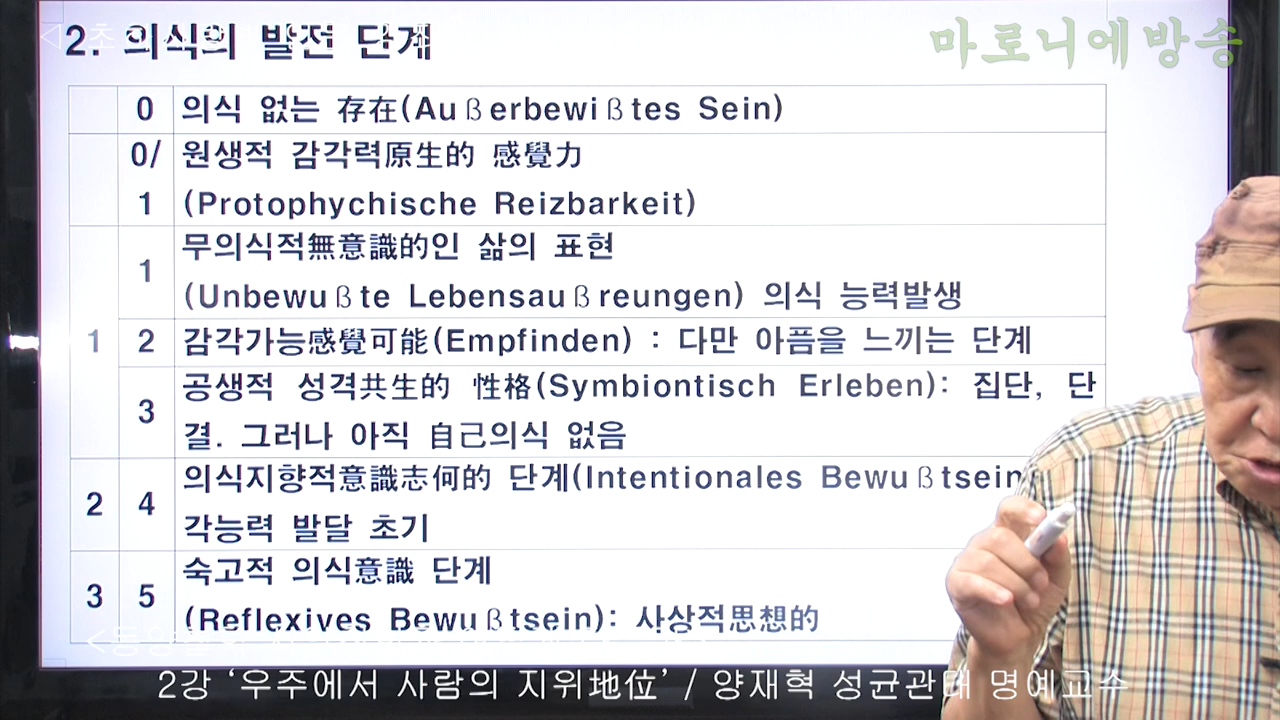 2. 의식의 발전 단계
마로니에방송
0 의식 없는 存在(Außerbewißtes Sein)
0/ 원생적 감각력原生的 感覺力
1 (Protophychische Reizbarkeit)
무의식적無意識的인 삶의 표현
1
(Unbewußte Lebensaußreungen) 의식 능력발생
1 2 감각가능感覺可能(Empfinden) : 다만 아픔을 느끼는 단계
공생적 성격共生的 性格(Symbiontisch Erleben): 집단, 단
3
결. 그러나 아직 自己의식 없음
의식지향적意識志何的 단계(Intentionales Bewußtsein
2 4
각능력 발달 초기
숙고적 의식意識 단계
3 5
(Reflexives Bewußtsein): 사상적思想的
2강 ‘우주에서 사람의 지위地位’ / 양재혁 성균관대 명예교수